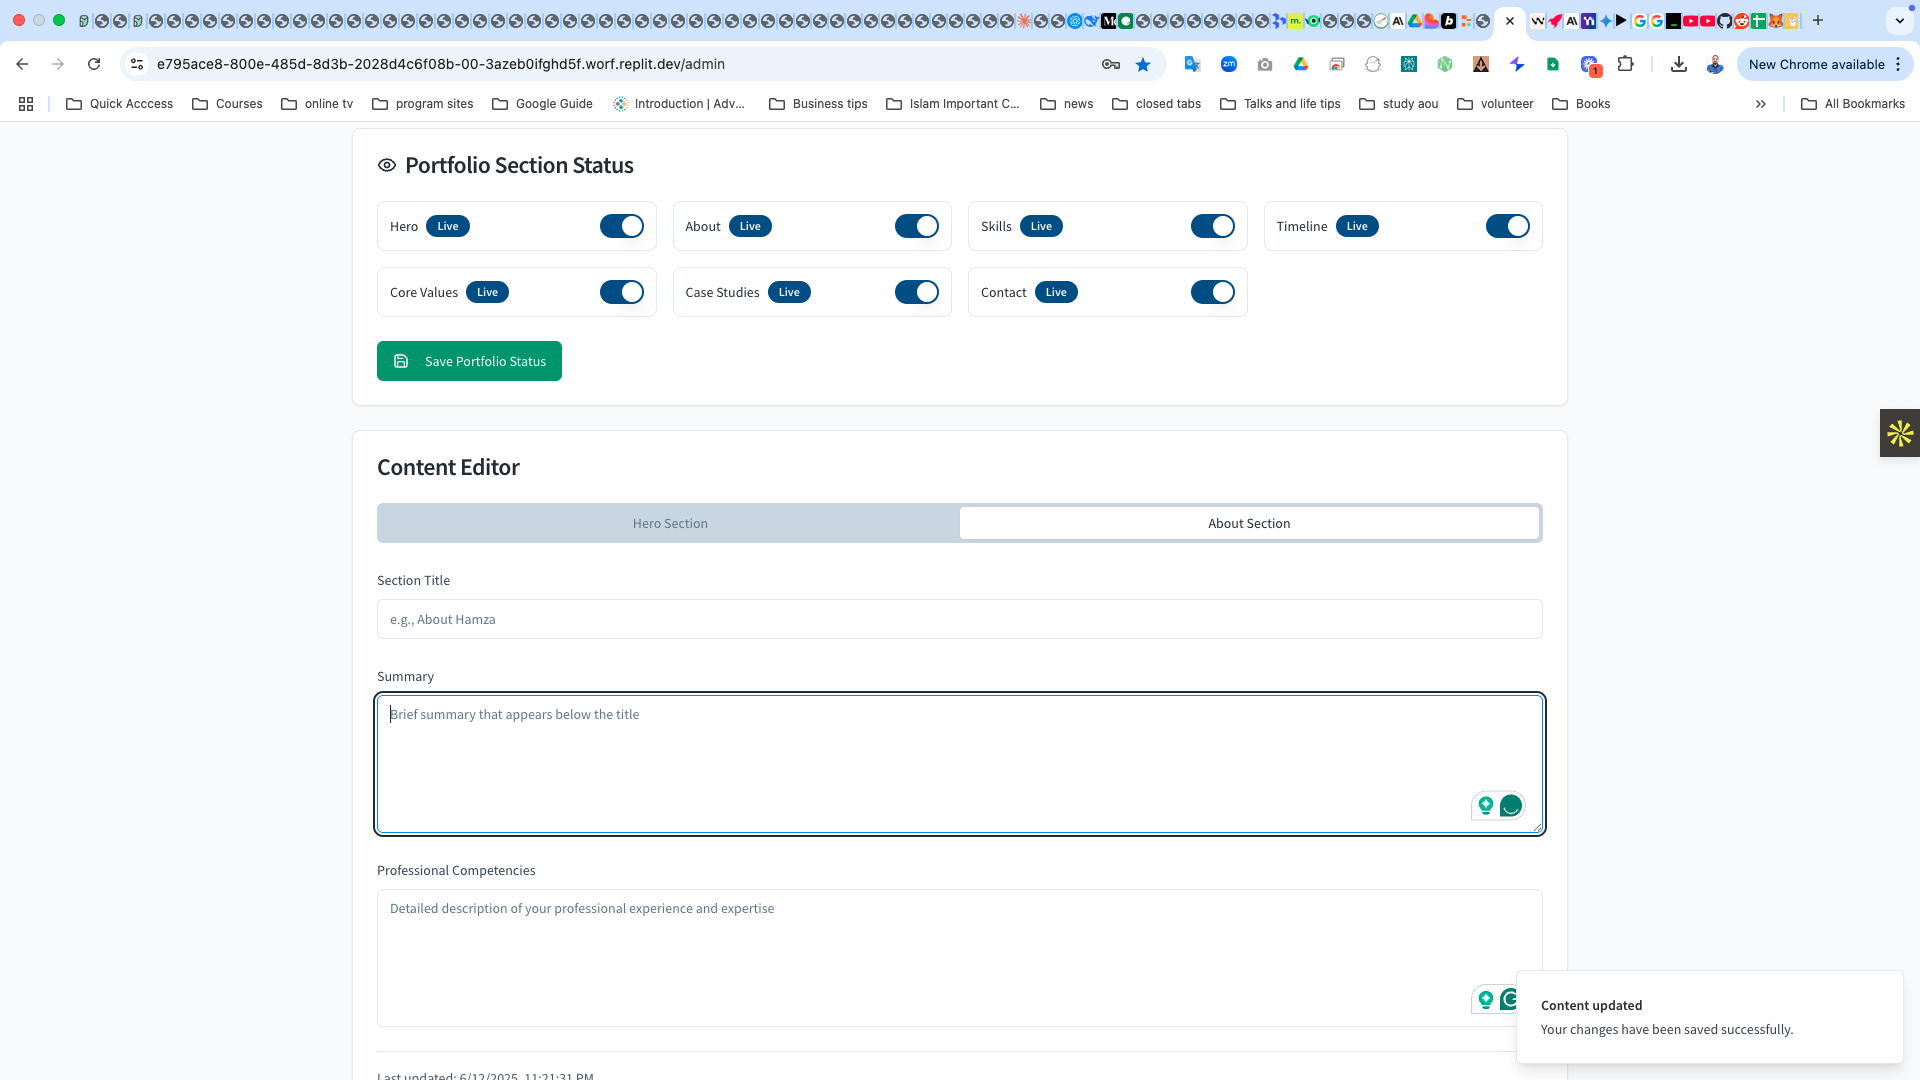 e795ace8-800e-485d-8d3b-2028d4c6f08b-00-3azeb0ifghd5f.worf.replit.dev/admin
New Chrome available
Quick Acccess
Courses
online tv
program sites
Google Guide
Introduction | Adv...
Business tips
Islam Important C...
news
closed tabs
Talks and life tips
study aou
volunteer
Books
All Bookmarks
Portfolio Section Status
Hero Live
About Live
Skills Live
Timeline Live
Core Values Live
Case Studies Live
Contact Live
Save Portfolio Status
Content Editor
Hero Section
About Section
Section Title
e.g., About Hamza
Summary
Brief summary that appears below the title
Professional Competencies
Detailed description of your professional experience and expertise
Content updated
Your changes have been saved successfully.
Last updated: 6/12/2025, 11:21:31 PM